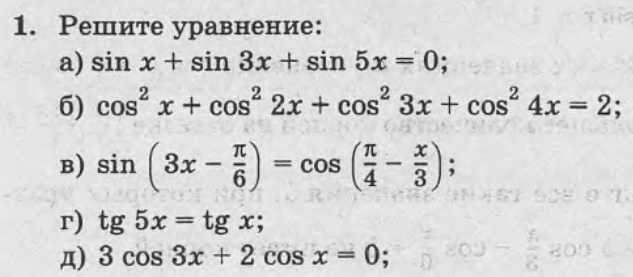 1. Решите уравнение:
а) sin x + sin 3x + sin 5x = 0;
б) cos² x + cos² 2x + cos² 3x + cos² 4x = 2;
в) sin (3x − π/6) = cos (π/4 − x/3);
г) tg 5x = tg x;
д) 3 cos 3x + 2 cos x = 0;